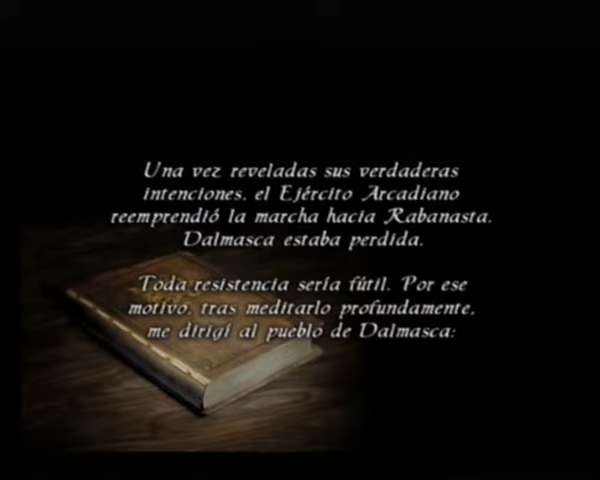 Una vez reveladas sus verdaderas
intenciones, el Ejército Arcadiano
reemprendió la marcha hacia Rabanasta.
Dalmasca estaba perdida.
Toda resistencia sería fútil. Por ese
motivo, tras meditarlo profundamente,
me dirigí al pueblo de Dalmasca: